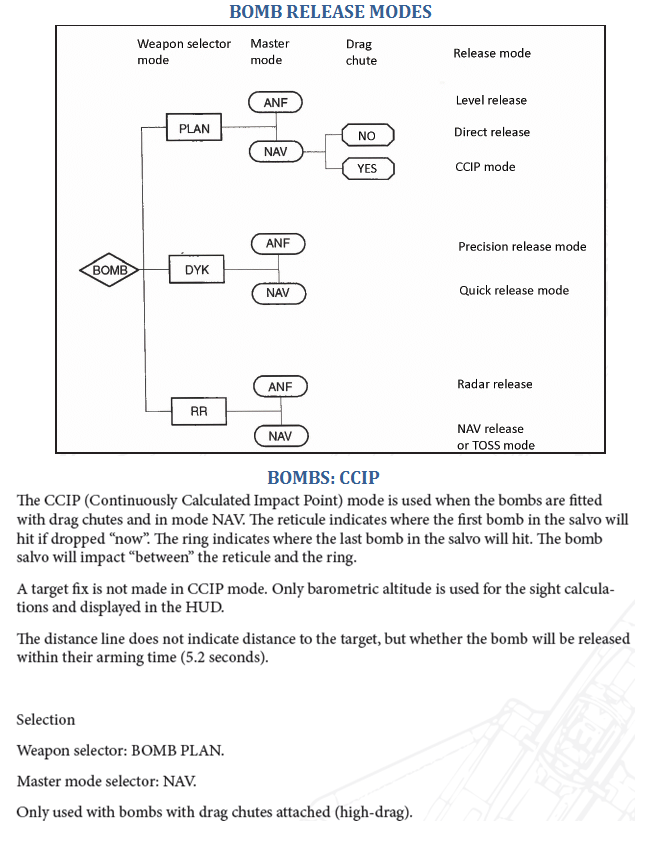 BOMB RELEASE MODES
Weapon selector mode
Master mode
Drag chute
Release mode
ANF
Level release
PLAN
NO
Direct release
NAV
YES
CCIP mode
ANF
Precision release mode
BOMB
DYK
NAV
Quick release mode
ANF
Radar release
RR
NAV
NAV release
or TOSS mode
BOMBS: CCIP
The CCIP (Continuously Calculated Impact Point) mode is used when the bombs are fitted
with drag chutes and in mode NAV. The reticule indicates where the first bomb in the salvo will
hit if dropped “now”. The ring indicates where the last bomb in the salvo will hit. The bomb
salvo will impact “between” the reticule and the ring.
A target fix is not made in CCIP mode. Only barometric altitude is used for the sight calcula-
tions and displayed in the HUD.
The distance line does not indicate distance to the target, but whether the bomb will be released
within their arming time (5.2 seconds).
Selection
Weapon selector: BOMB PLAN.
Master mode selector: NAV.
Only used with bombs with drag chutes attached (high-drag).